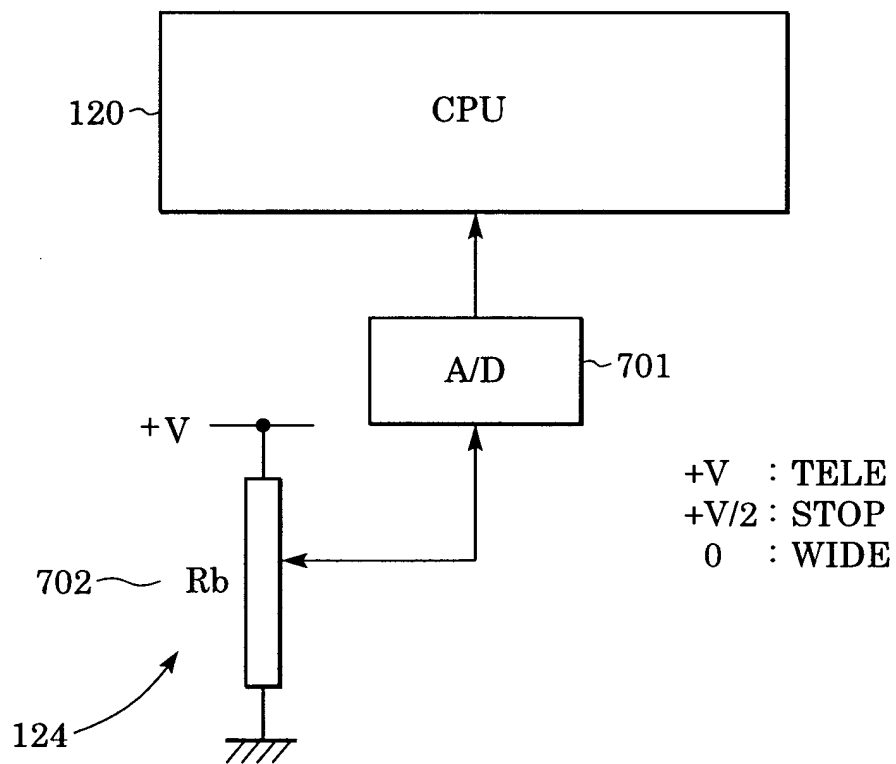 CPU
120
A/D
701
+V
+V : TELE
+V/2 : STOP
0 : WIDE
702
Rb
124